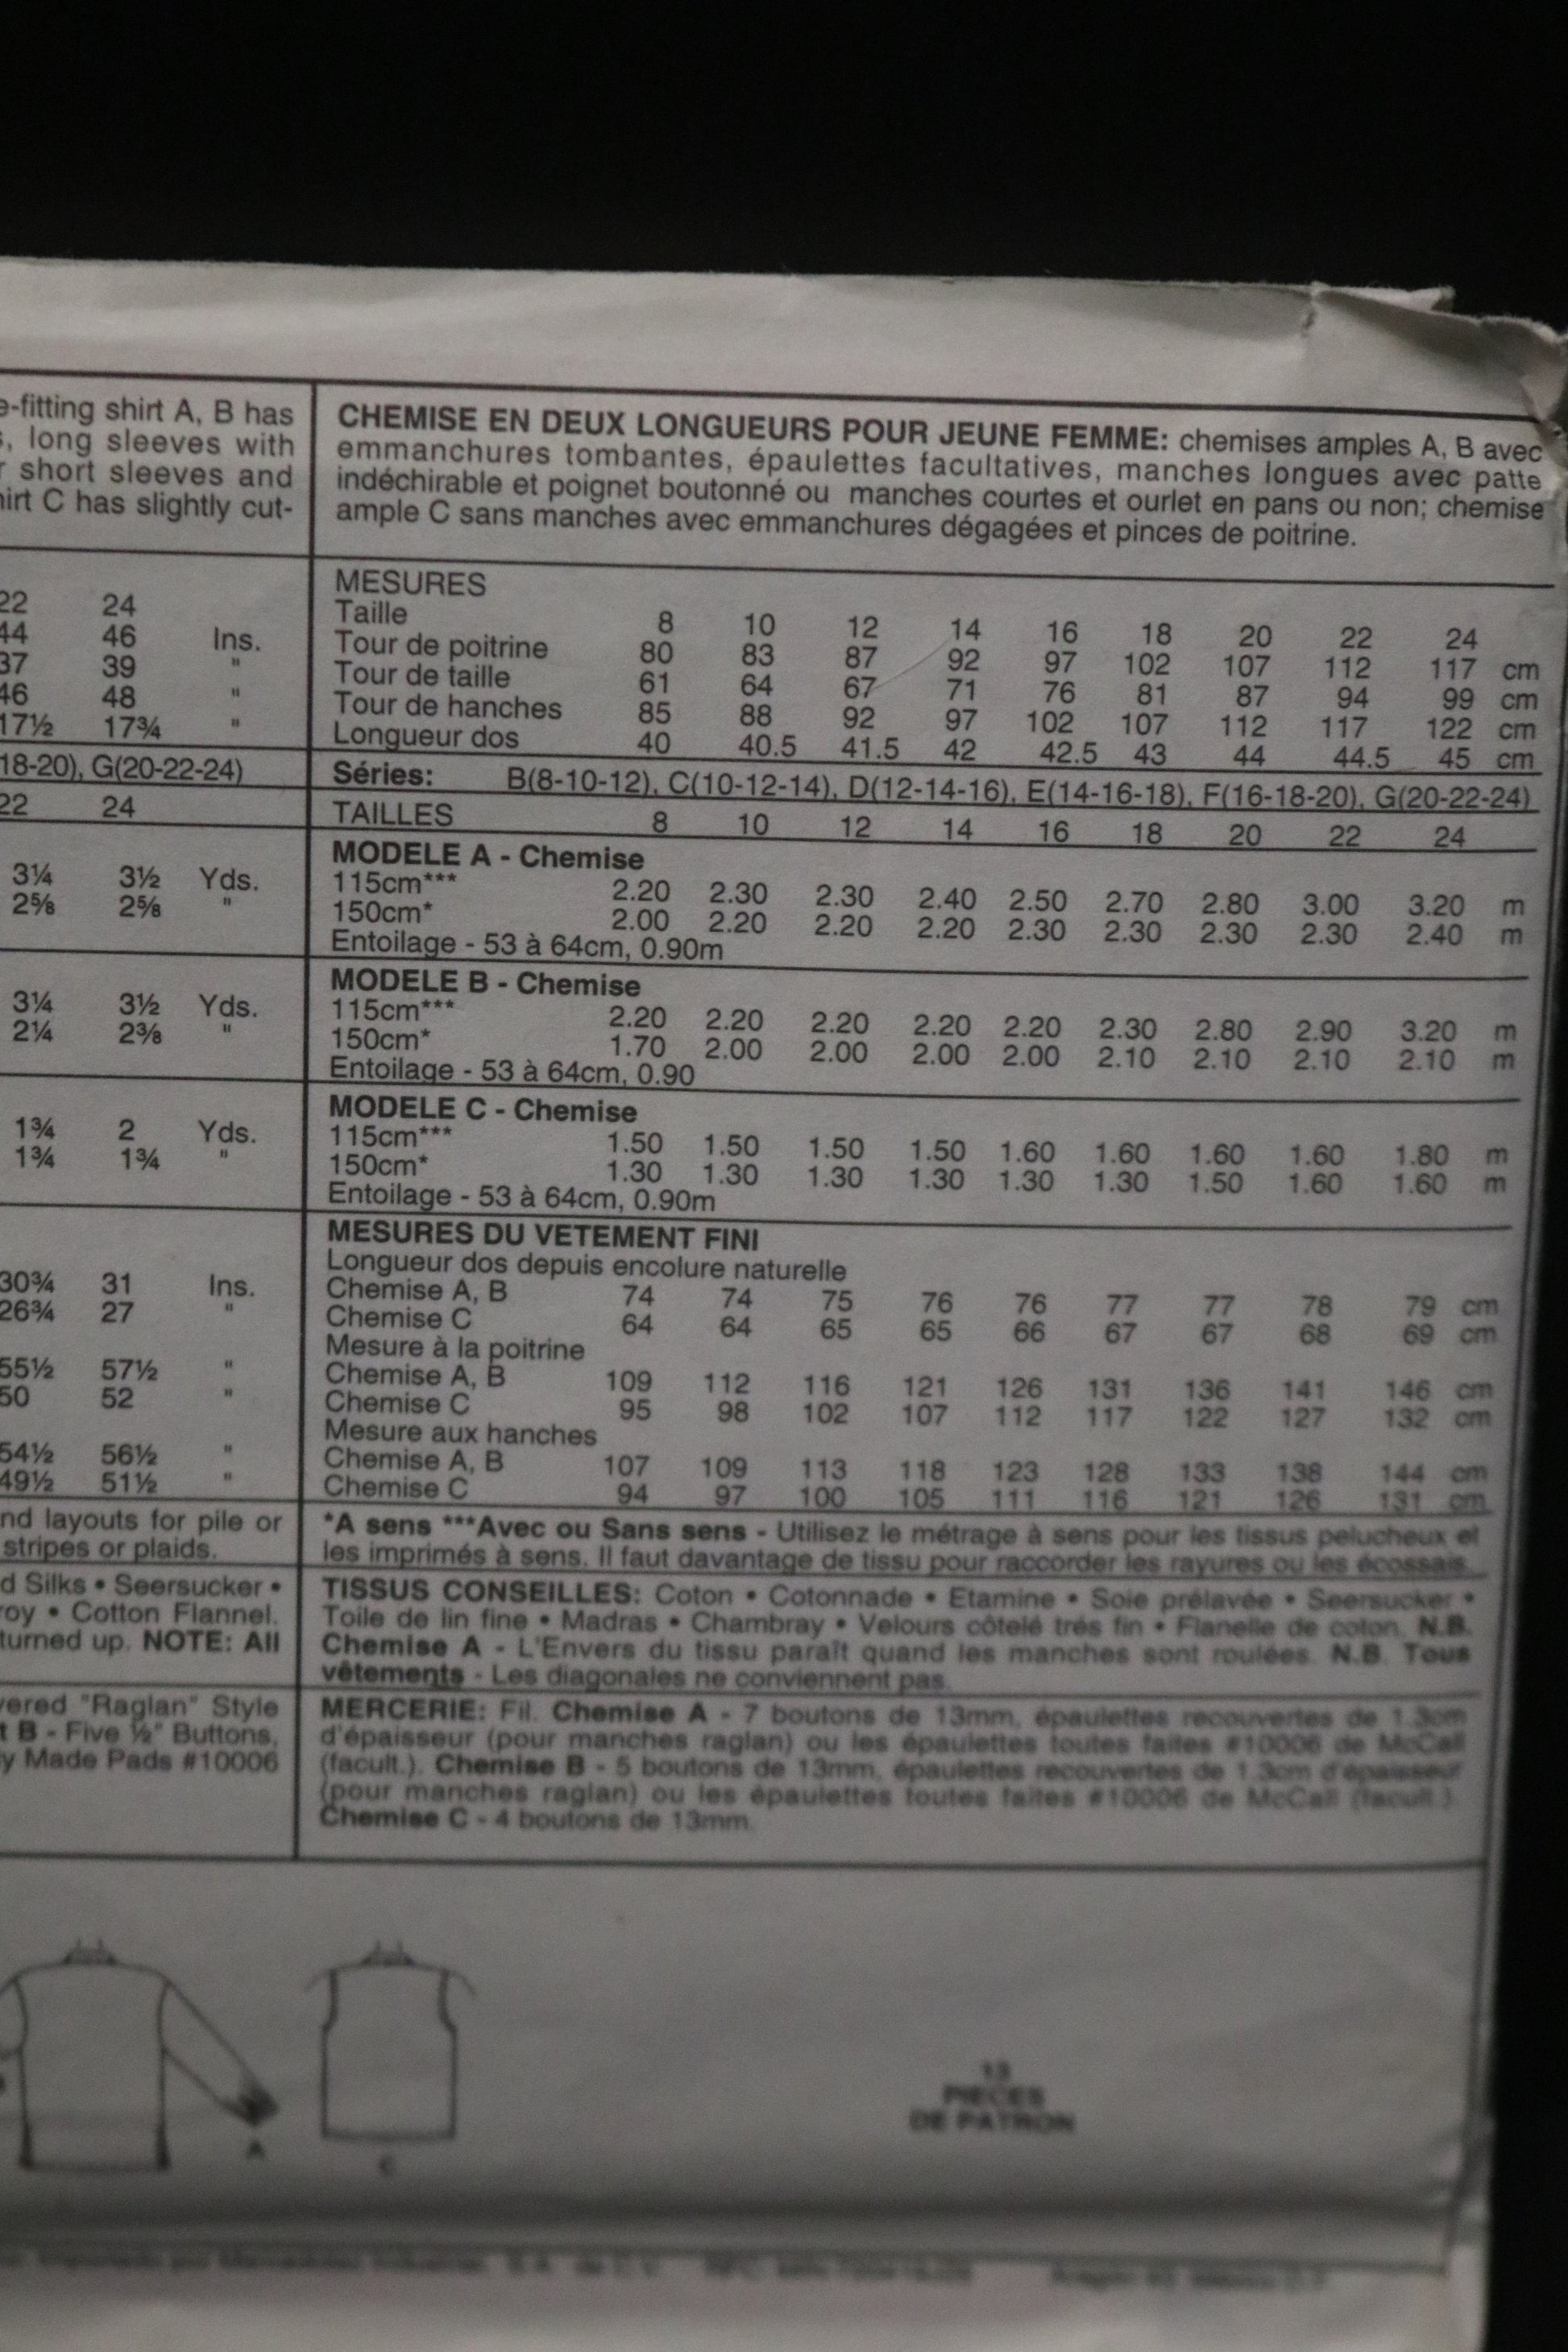 e-fitting shirt A, B has
s, long sleeves with
r short sleeves and
hirt C has slightly cut-
22 24
44 46 Ins.
37 39 "
46 48 "
17½ 17¾ "
18-20), G(20-22-24)
22 24
3¼ 3½ Yds.
2⅝ 2⅝ "
3¼ 3½ Yds.
2¼ 2⅜ "
1¾ 2 Yds.
1¾ 1¾ "
30¾ 31 Ins.
26¾ 27 "
55½ 57½ "
50 52 "
54½ 56½ "
49½ 51½ "
nd layouts for pile or
stripes or plaids.
d Silks • Seersucker •
roy • Cotton Flannel.
turned up. NOTE: All
vered "Raglan" Style
t B - Five ½" Buttons,
y Made Pads #10006
CHEMISE EN DEUX LONGUEURS POUR JEUNE FEMME: chemises amples A, B avec
emmanchures tombantes, épaulettes facultatives, manches longues avec patte
indéchirable et poignet boutonné ou manches courtes et ourlet en pans ou non; chemise
ample C sans manches avec emmanchures dégagées et pinces de poitrine.
MESURES
Taille 8 10 12 14 16 18 20 22 24
Tour de poitrine 80 83 87 92 97 102 107 112 117 cm
Tour de taille 61 64 67 71 76 81 87 94 99 cm
Tour de hanches 85 88 92 97 102 107 112 117 122 cm
Longueur dos 40 40.5 41.5 42 42.5 43 44 44.5 45 cm
Séries: B(8-10-12), C(10-12-14), D(12-14-16), E(14-16-18), F(16-18-20), G(20-22-24)
TAILLES 8 10 12 14 16 18 20 22 24
MODELE A - Chemise
115cm*** 2.20 2.30 2.30 2.40 2.50 2.70 2.80 3.00 3.20 m
150cm* 2.00 2.20 2.20 2.20 2.30 2.30 2.30 2.30 2.40 m
Entoilage - 53 à 64cm, 0.90m
MODELE B - Chemise
115cm*** 2.20 2.20 2.20 2.20 2.20 2.30 2.80 2.90 3.20 m
150cm* 1.70 2.00 2.00 2.00 2.00 2.10 2.10 2.10 2.10 m
Entoilage - 53 à 64cm, 0.90
MODELE C - Chemise
115cm*** 1.50 1.50 1.50 1.50 1.60 1.60 1.60 1.60 1.80 m
150cm* 1.30 1.30 1.30 1.30 1.30 1.30 1.50 1.60 1.60 m
Entoilage - 53 à 64cm, 0.90m
MESURES DU VETEMENT FINI
Longueur dos depuis encolure naturelle
Chemise A, B 74 74 75 76 76 77 77 78 79 cm
Chemise C 64 64 65 65 66 67 67 68 69 cm
Mesure à la poitrine
Chemise A, B 109 112 116 121 126 131 136 141 146 cm
Chemise C 95 98 102 107 112 117 122 127 132 cm
Mesure aux hanches
Chemise A, B 107 109 113 118 123 128 133 138 144 cm
Chemise C 94 97 100 105 111 116 121 126 131 cm
*A sens ***Avec ou Sans sens - Utilisez le métrage à sens pour les tissus pelucheux et
les imprimés à sens. Il faut davantage de tissu pour raccorder les rayures ou les écossais.
TISSUS CONSEILLES: Coton • Cotonnade • Etamine • Soie prélavée • Seersucker •
Toile de lin fine • Madras • Chambray • Velours côtelé trés fin • Flanelle de coton. N.B.
Chemise A - L'Envers du tissu paraît quand les manches sont roulées. N.B. Tous
vêtements - Les diagonales ne conviennent pas.
MERCERIE: Fil. Chemise A - 7 boutons de 13mm, épaulettes recouvertes de 1.3cm
d'épaisseur (pour manches raglan) ou les épaulettes toutes faites #10006 de McCall
(facult.). Chemise B - 5 boutons de 13mm, épaulettes recouvertes de 1.3cm d'épaisseur
(pour manches raglan) ou les épaulettes toutes faites #10006 de McCall (facult.).
Chemise C - 4 boutons de 13mm.
A
C
13
PIECES
DE PATRON